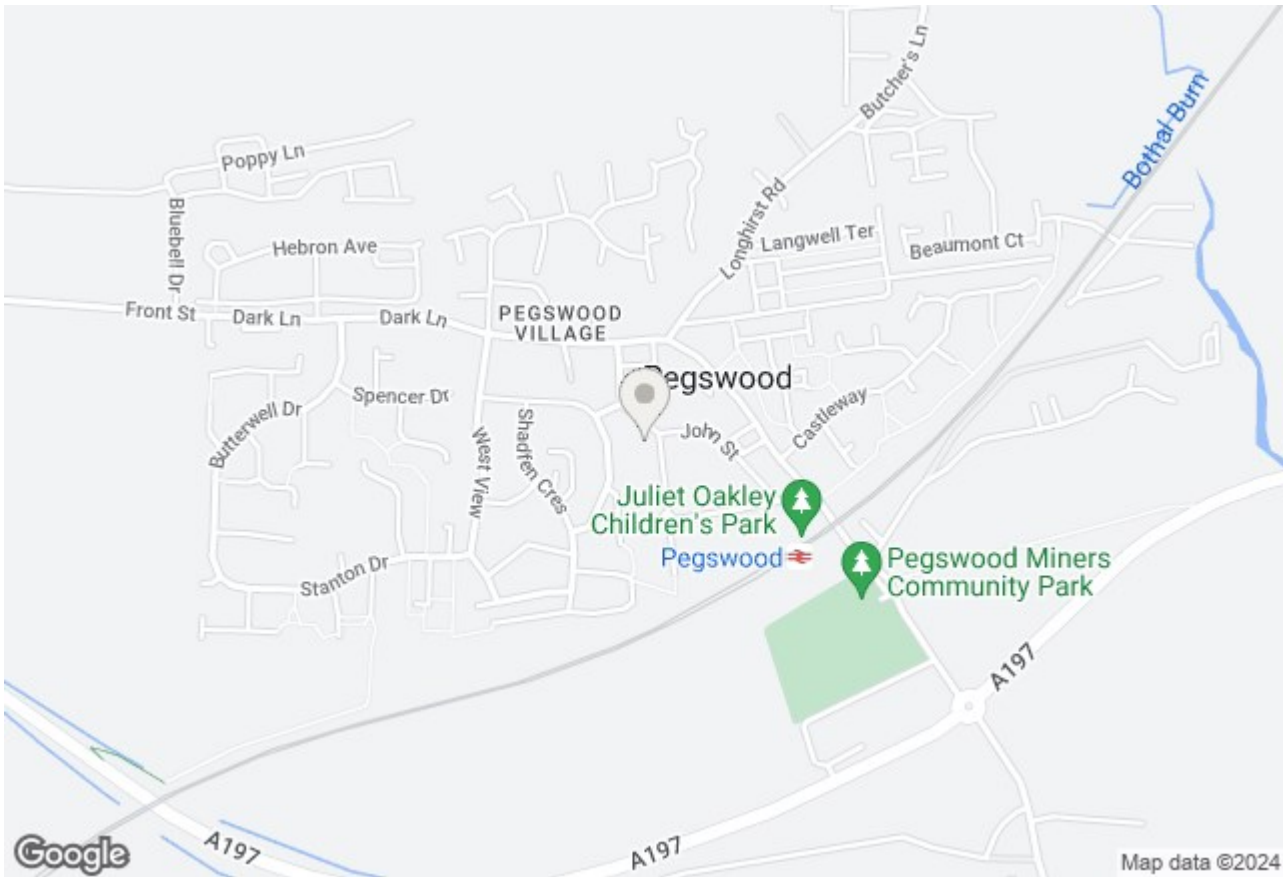 Butcher's Ln
Bothal Burn
Poppy Ln
Bluebell Dr
Longhirst Rd
Hebron Ave
Langwell Ter
Beaumont Ct
Front St
Dark Ln
Dark Ln
PEGSWOOD
VILLAGE
Pegswood
Spencer Dr
Butterwell Dr
West View
Shadfen Cres
John St
Castleway
Juliet Oakley
Children's Park
Pegswood
Pegswood Miners
Community Park
Stanton Dr
A197
A197
A197
Google
Map data ©2024